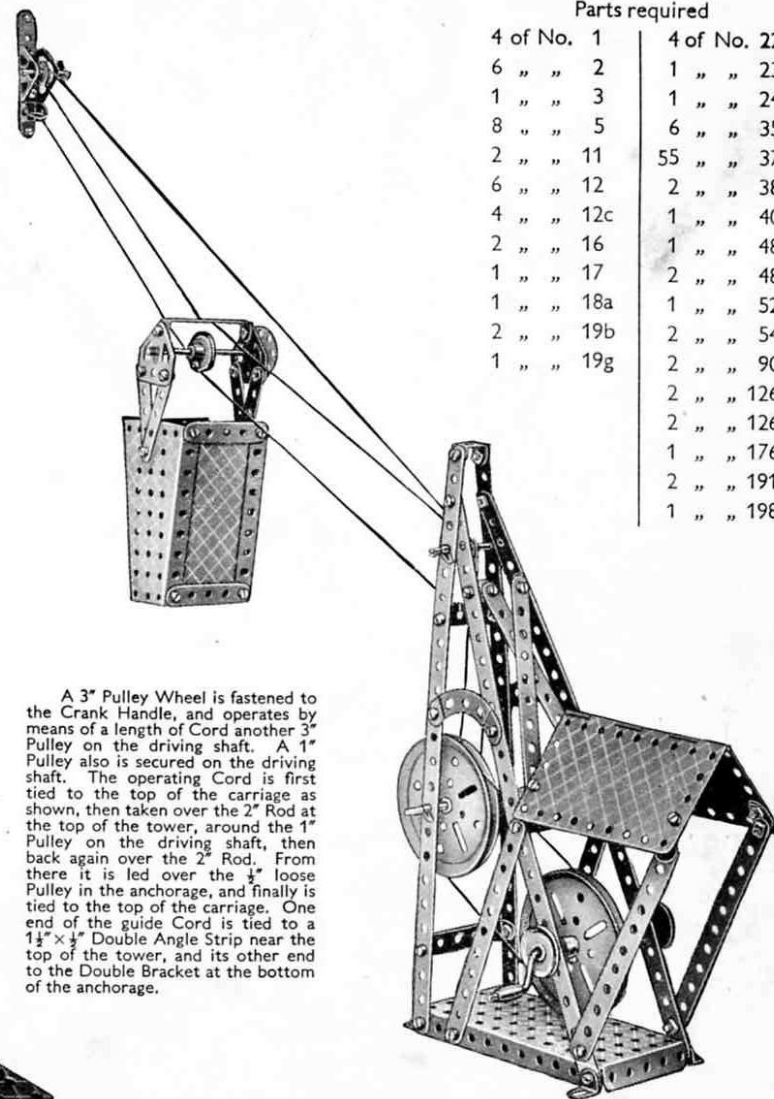 Parts required
4 of No. 1
6 „ „ 2
1 „ „ 3
8 „ „ 5
2 „ „ 11
6 „ „ 12
4 „ „ 12c
2 „ „ 16
1 „ „ 17
1 „ „ 18a
2 „ „ 19b
1 „ „ 19g
4 of No.
1 „ „
1 „ „
6 „ „
55 „ „
2 „ „
1 „ „
1 „ „
2 „ „
1 „ „
2 „ „
2 „ „
2 „ „
2 „ „
1 „ „
2 „ „
1 „ „
A 3" Pulley Wheel is fastened to
the Crank Handle, and operates by
means of a length of Cord another 3"
Pulley on the driving shaft. A 1"
Pulley also is secured on the driving
shaft. The operating Cord is first
tied to the top of the carriage as
shown, then taken over the 2" Rod at
the top of the tower, around the 1"
Pulley on the driving shaft, then
back again over the 2" Rod. From
there it is led over the ½" loose
Pulley in the anchorage, and finally is
tied to the top of the carriage. One
end of the guide Cord is tied to a
1½"×½" Double Angle Strip near the
top of the tower, and its other end
to the Double Bracket at the bottom
of the anchorage.